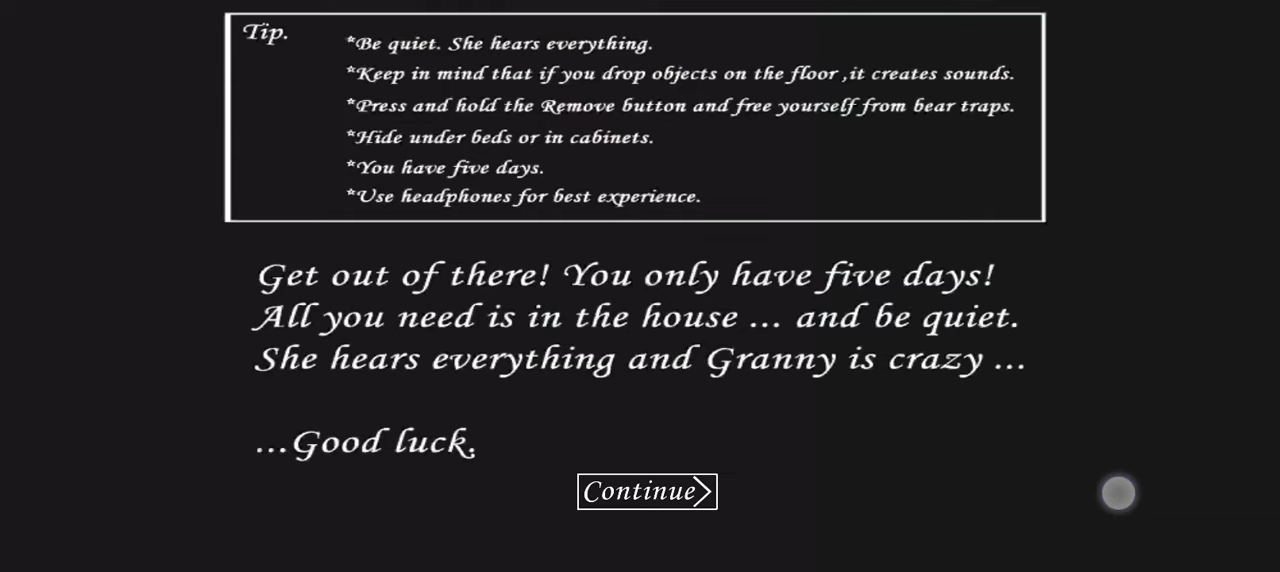 Tip.
*Be quiet. She hears everything.
*Keep in mind that if you drop objects on the floor ,it creates sounds.
*Press and hold the Remove button and free yourself from bear traps.
*Hide under beds or in cabinets.
*You have five days.
*Use headphones for best experience.
Get out of there! You only have five days!
All you need is in the house ... and be quiet.
She hears everything and Granny is crazy ...
...Good luck.
Continue